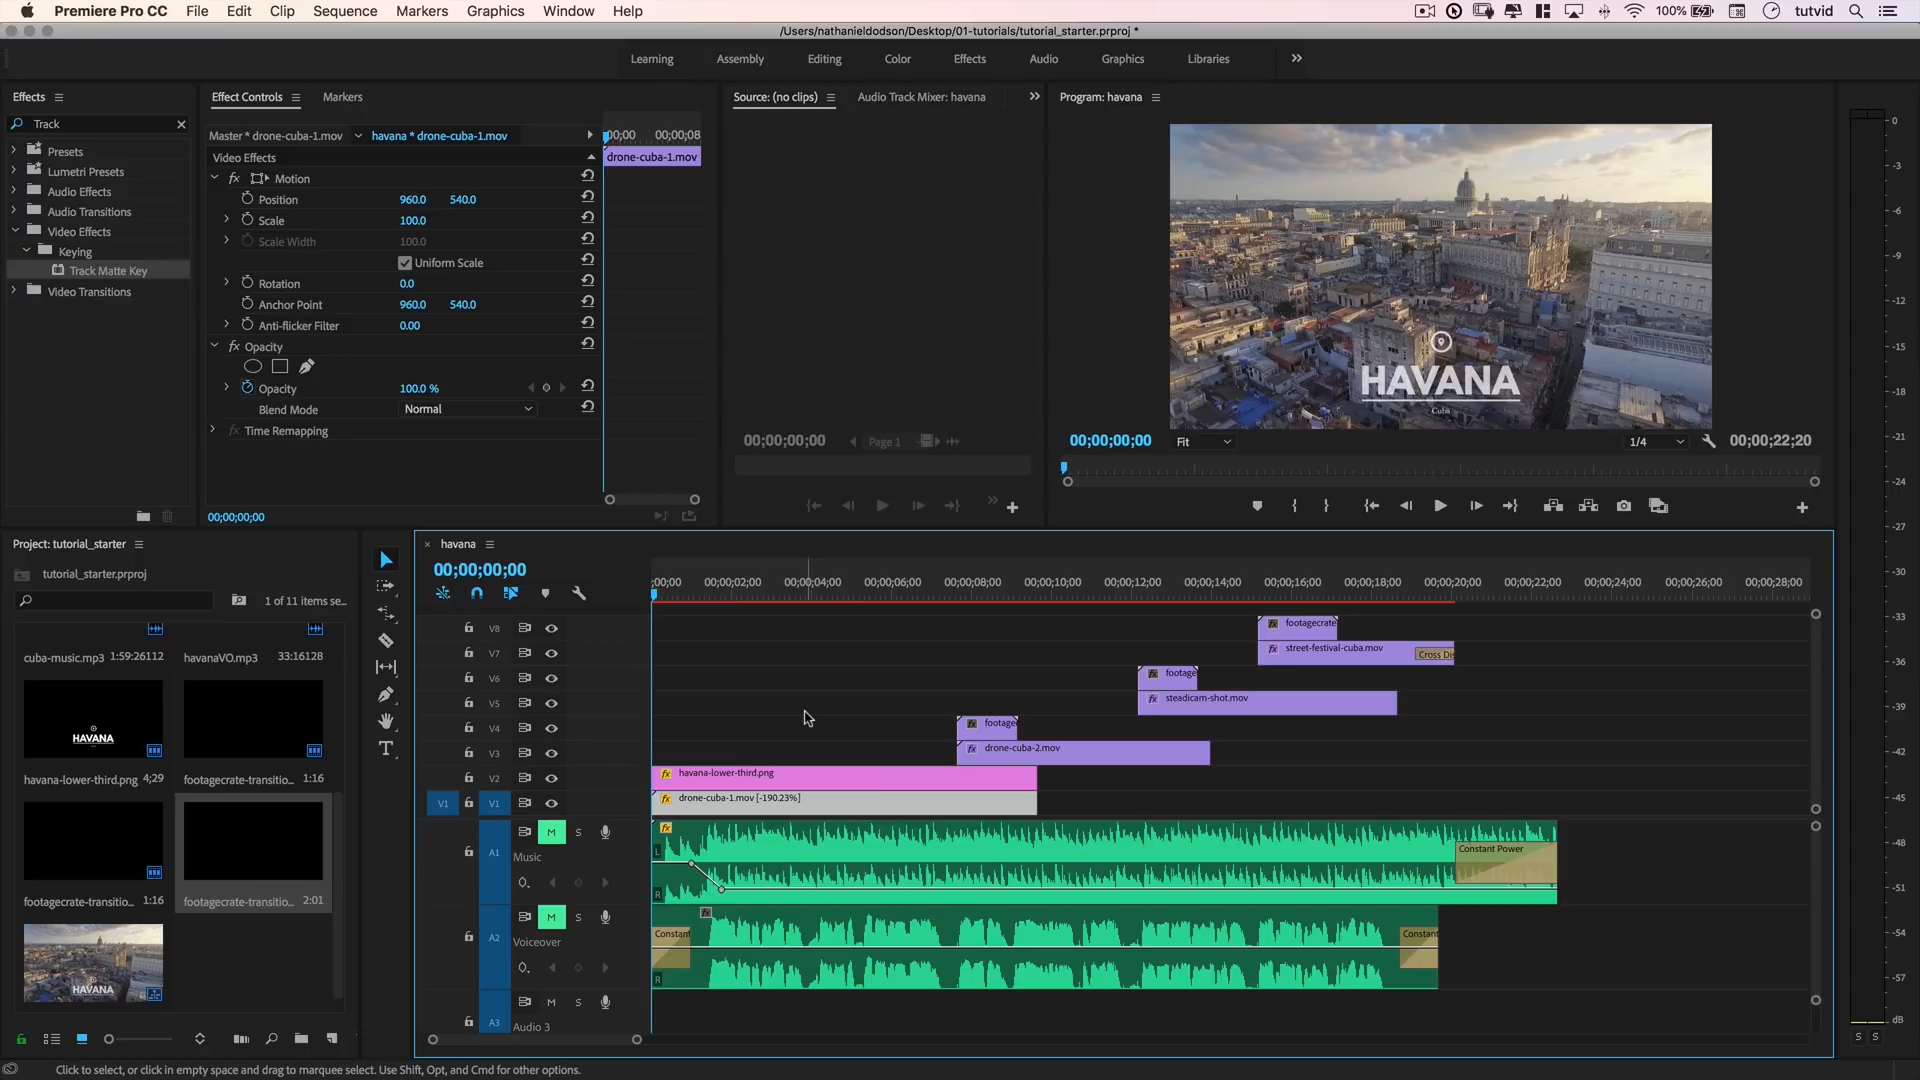 Premiere Pro CC File Edit Clip Sequence Markers Graphics Window Help 100% tutvid
/Users/nathanieldodson/Desktop/01-tutorials/tutorial_starter.prproj *
Learning Assembly Editing Color Effects Audio Graphics Libraries
Effects
Track
Presets
Lumetri Presets
Audio Effects
Audio Transitions
Video Effects
Keying
Track Matte Key
Video Transitions
Effect Controls Markers
Master * drone-cuba-1.mov havana * drone-cuba-1.mov 00;00 00;00;08
Video Effects drone-cuba-1.mov
fx Motion
Position 960.0 540.0
Scale 100.0
Scale Width 100.0
Uniform Scale
Rotation 0.0
Anchor Point 960.0 540.0
Anti-flicker Filter 0.00
fx Opacity
Opacity 100.0 %
Blend Mode Normal
fx Time Remapping
00;00;00;00
Source: (no clips) Audio Track Mixer: havana
00;00;00;00 Page 1
Program: havana
HAVANA
Cuba
00;00;00;00 Fit 1/4 00;00;22;20
0
-3
-6
-9
-12
-15
-18
-21
-24
-27
-30
-33
-36
-39
-42
-45
-48
-51
-54
-57
dB
S S
Project: tutorial_starter
tutorial_starter.prproj
1 of 11 items se...
cuba-music.mp3 1:59:26112 havanaVO.mp3 33:16128
HAVANA
havana-lower-third.png 4;29 footagecrate-transitio... 1:16
footagecrate-transitio... 1:16 footagecrate-transitio... 2:01
HAVANA
havana
00;00;00;00
;00;00 00;00;02;00 00;00;04;00 00;00;06;00 00;00;08;00 00;00;10;00 00;00;12;00 00;00;14;00 00;00;16;00 00;00;18;00 00;00;20;00 00;00;22;00 00;00;24;00 00;00;26;00 00;00;28;00
V8 fx footagecrate
V7 fx street-festival-cuba.mov Cross Dis
V6 fx footage
V5 fx steadicam-shot.mov
V4 fx footagec
V3 fx drone-cuba-2.mov
V2 fx havana-lower-third.png
V1 V1 fx drone-cuba-1.mov [-190.23%]
A1 M S fx L
Music Constant Power
R
A2 M S fx
Voiceover Constant Constant
R
M S
A3 Audio 3
Click to select, or click in empty space and drag to marquee select. Use Shift, Opt, and Cmd for other options.